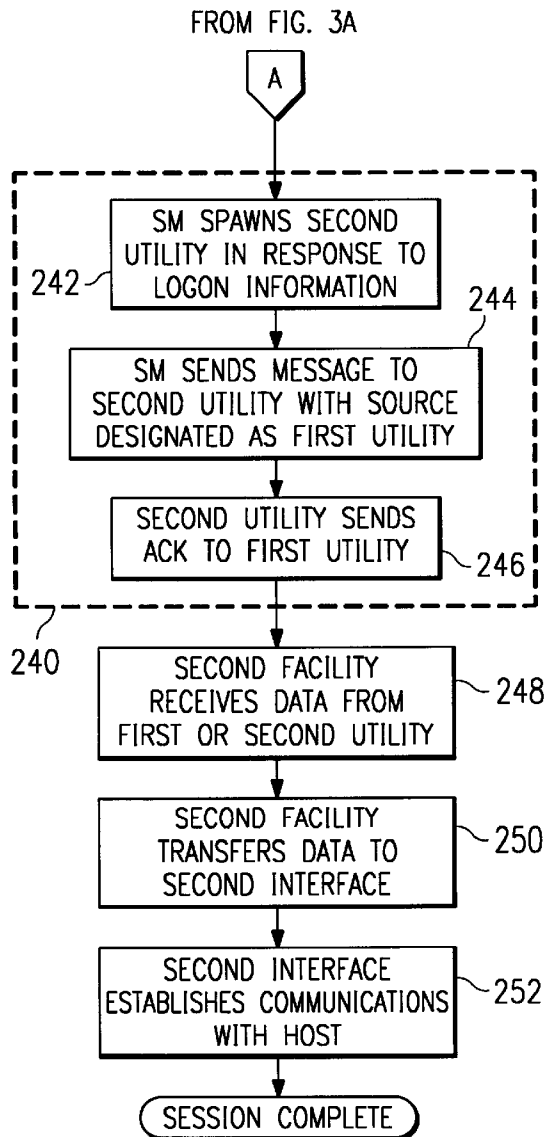 FROM FIG. 3A
A
SM SPAWNS SECOND
UTILITY IN RESPONSE TO
LOGON INFORMATION
242
244
SM SENDS MESSAGE TO
SECOND UTILITY WITH SOURCE
DESIGNATED AS FIRST UTILITY
SECOND UTILITY SENDS
ACK TO FIRST UTILITY
246
240
SECOND FACILITY
RECEIVES DATA FROM
FIRST OR SECOND UTILITY
248
SECOND FACILITY
TRANSFERS DATA TO
SECOND INTERFACE
250
SECOND INTERFACE
ESTABLISHES COMMUNICATIONS
WITH HOST
252
SESSION COMPLETE